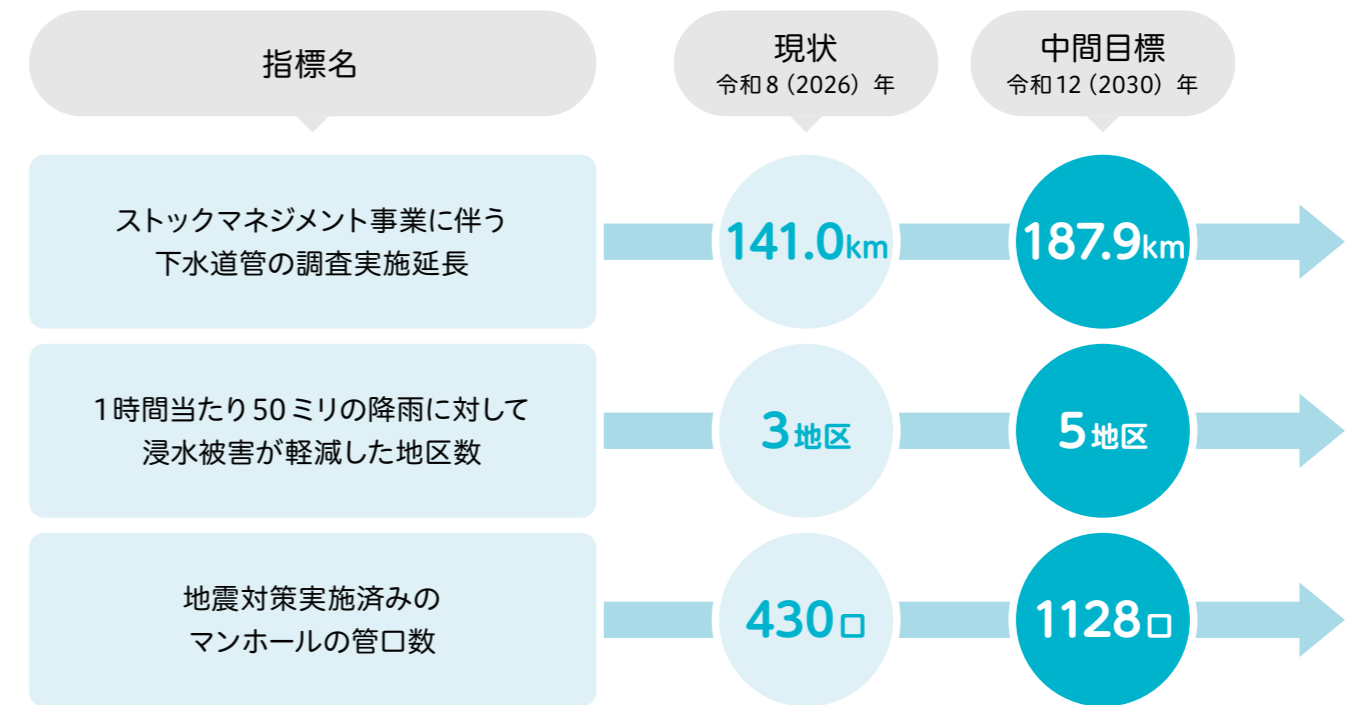 指標名
現状
令和8（2026）年
中間目標
令和12（2030）年
ストックマネジメント事業に伴う
下水道管の調査実施延長
141.0km
187.9km
1時間当たり50ミリの降雨に対して
浸水被害が軽減した地区数
3地区
5地区
地震対策実施済みの
マンホールの管口数
430口
1128口